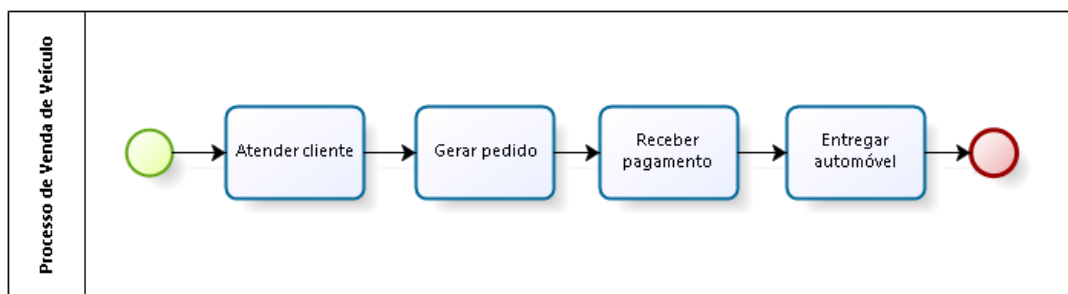 Processo de Venda de Veículo
Atender cliente
Gerar pedido
Receber
pagamento
Entregar
automóvel